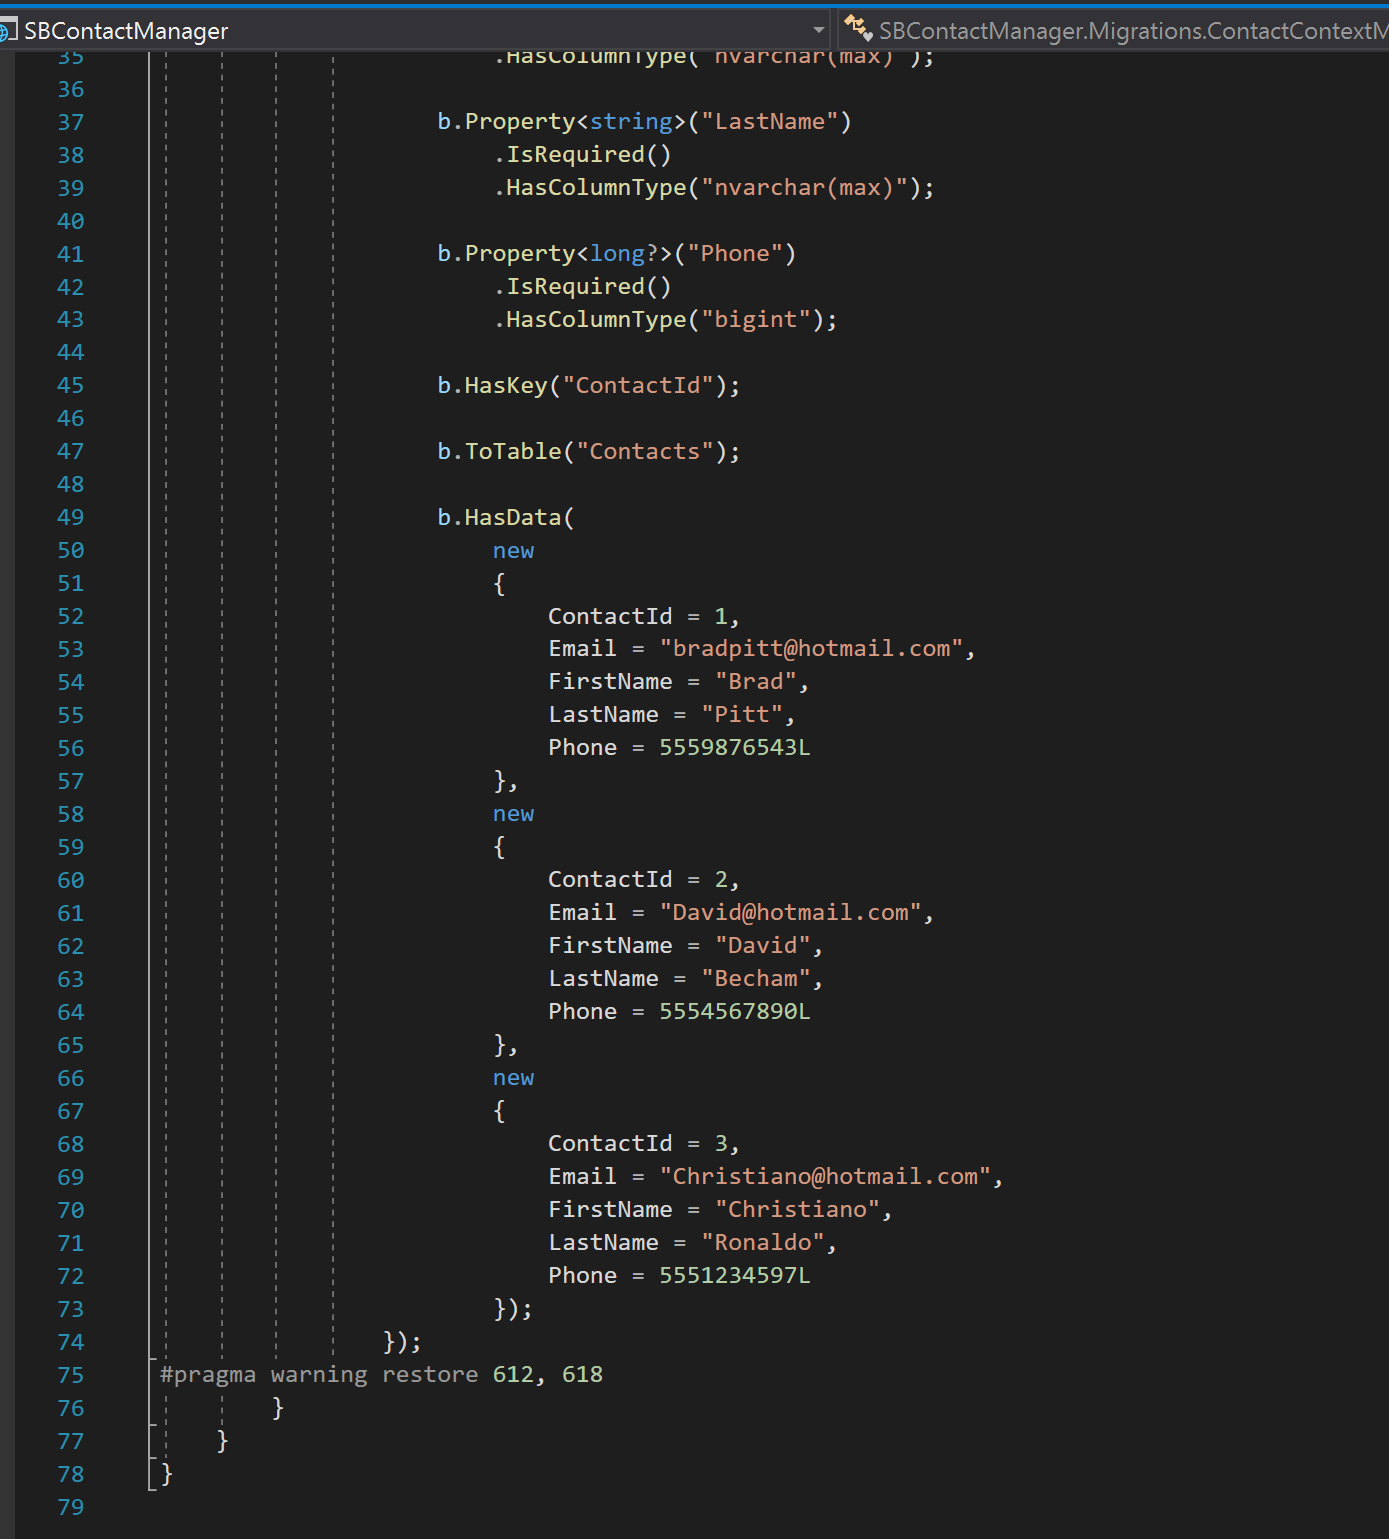 SBContactManager
SBContactManager.Migrations.ContactContextM
35 .HasColumnType("nvarchar(max)");
36
37 b.Property<string>("LastName")
38 .IsRequired()
39 .HasColumnType("nvarchar(max)");
40
41 b.Property<long?>("Phone")
42 .IsRequired()
43 .HasColumnType("bigint");
44
45 b.HasKey("ContactId");
46
47 b.ToTable("Contacts");
48
49 b.HasData(
50 new
51 {
52 ContactId = 1,
53 Email = "bradpitt@hotmail.com",
54 FirstName = "Brad",
55 LastName = "Pitt",
56 Phone = 5559876543L
57 },
58 new
59 {
60 ContactId = 2,
61 Email = "David@hotmail.com",
62 FirstName = "David",
63 LastName = "Becham",
64 Phone = 5554567890L
65 },
66 new
67 {
68 ContactId = 3,
69 Email = "Christiano@hotmail.com",
70 FirstName = "Christiano",
71 LastName = "Ronaldo",
72 Phone = 5551234597L
73 });
74 });
75 #pragma warning restore 612, 618
76 }
77 }
78 }
79